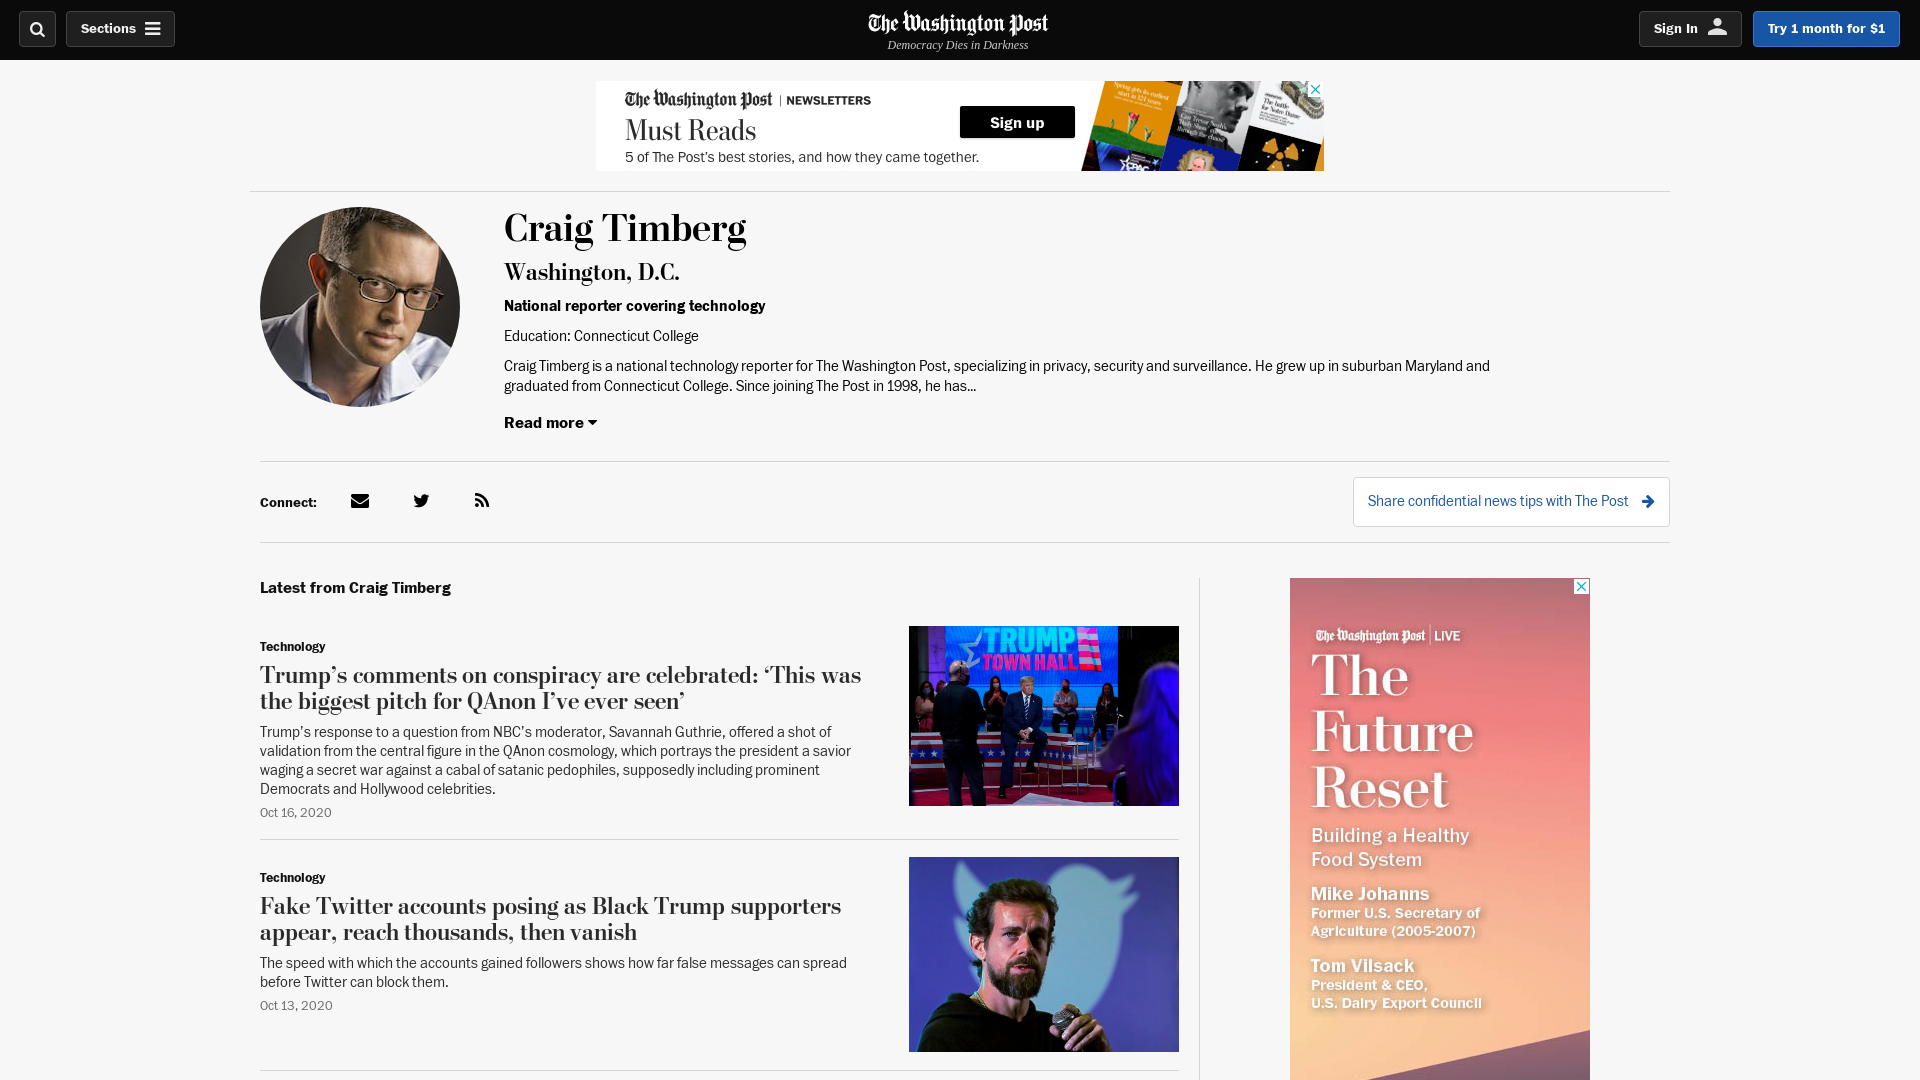 Sections
The Washington Post
Democracy Dies in Darkness
Sign In
Try 1 month for $1
The Washington Post | NEWSLETTERS
Must Reads
5 of The Post's best stories, and how they came together.
Sign up
Craig Timberg
Washington, D.C.
National reporter covering technology
Education: Connecticut College
Craig Timberg is a national technology reporter for The Washington Post, specializing in privacy, security and surveillance. He grew up in suburban Maryland and
graduated from Connecticut College. Since joining The Post in 1998, he has...
Read more
Connect:
Share confidential news tips with The Post
Latest from Craig Timberg
Technology
Trump’s comments on conspiracy are celebrated: ‘This was
the biggest pitch for QAnon I’ve ever seen’
Trump’s response to a question from NBC’s moderator, Savannah Guthrie, offered a shot of
validation from the central figure in the QAnon cosmology, which portrays the president a savior
waging a secret war against a cabal of satanic pedophiles, supposedly including prominent
Democrats and Hollywood celebrities.
Oct 16, 2020
TRUMP
TOWN HALL
Technology
Fake Twitter accounts posing as Black Trump supporters
appear, reach thousands, then vanish
The speed with which the accounts gained followers shows how far false messages can spread
before Twitter can block them.
Oct 13, 2020
The Washington Post | LIVE
The
Future
Reset
Building a Healthy
Food System
Mike Johanns
Former U.S. Secretary of
Agriculture (2005-2007)
Tom Vilsack
President & CEO,
U.S. Dairy Export Council